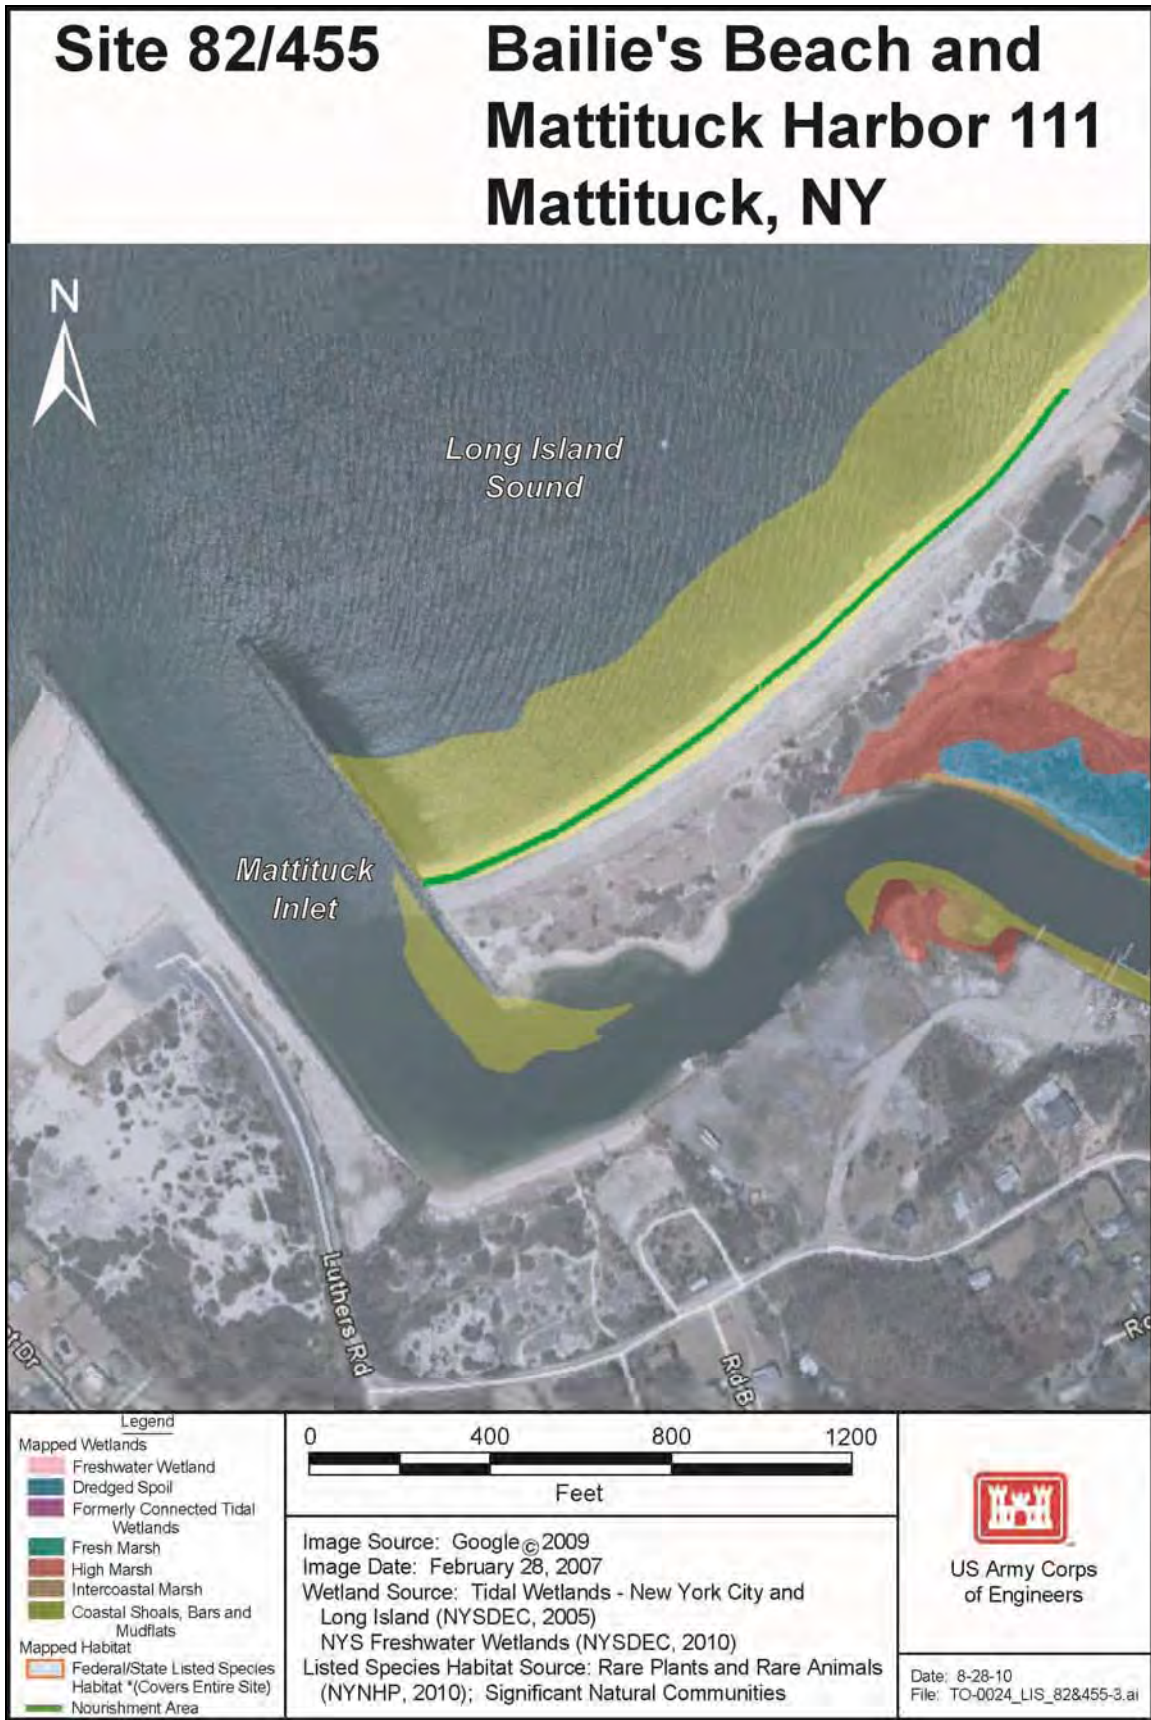 Site 82/455
Bailie's Beach and
Mattituck Harbor 111
Mattituck, NY
N
Long Island
Sound
Mattituck
Inlet
Luthers Rd
Rd B
Legend
Mapped Wetlands
Freshwater Wetland
Dredged Spoil
Formerly Connected Tidal
Wetlands
Fresh Marsh
High Marsh
Intercoastal Marsh
Coastal Shoals, Bars and
Mudflats
Mapped Habitat
Federal/State Listed Species
Habitat *(Covers Entire Site)
Nourishment Area
0 400 800 1200
Feet
Image Source: Google©2009
Image Date: February 28, 2007
Wetland Source: Tidal Wetlands - New York City and
Long Island (NYSDEC, 2005)
NYS Freshwater Wetlands (NYSDEC, 2010)
Listed Species Habitat Source: Rare Plants and Rare Animals
(NYNHP, 2010); Significant Natural Communities
US Army Corps
of Engineers
Date: 8-28-10
File: TO-0024_LIS_82&455-3.ai